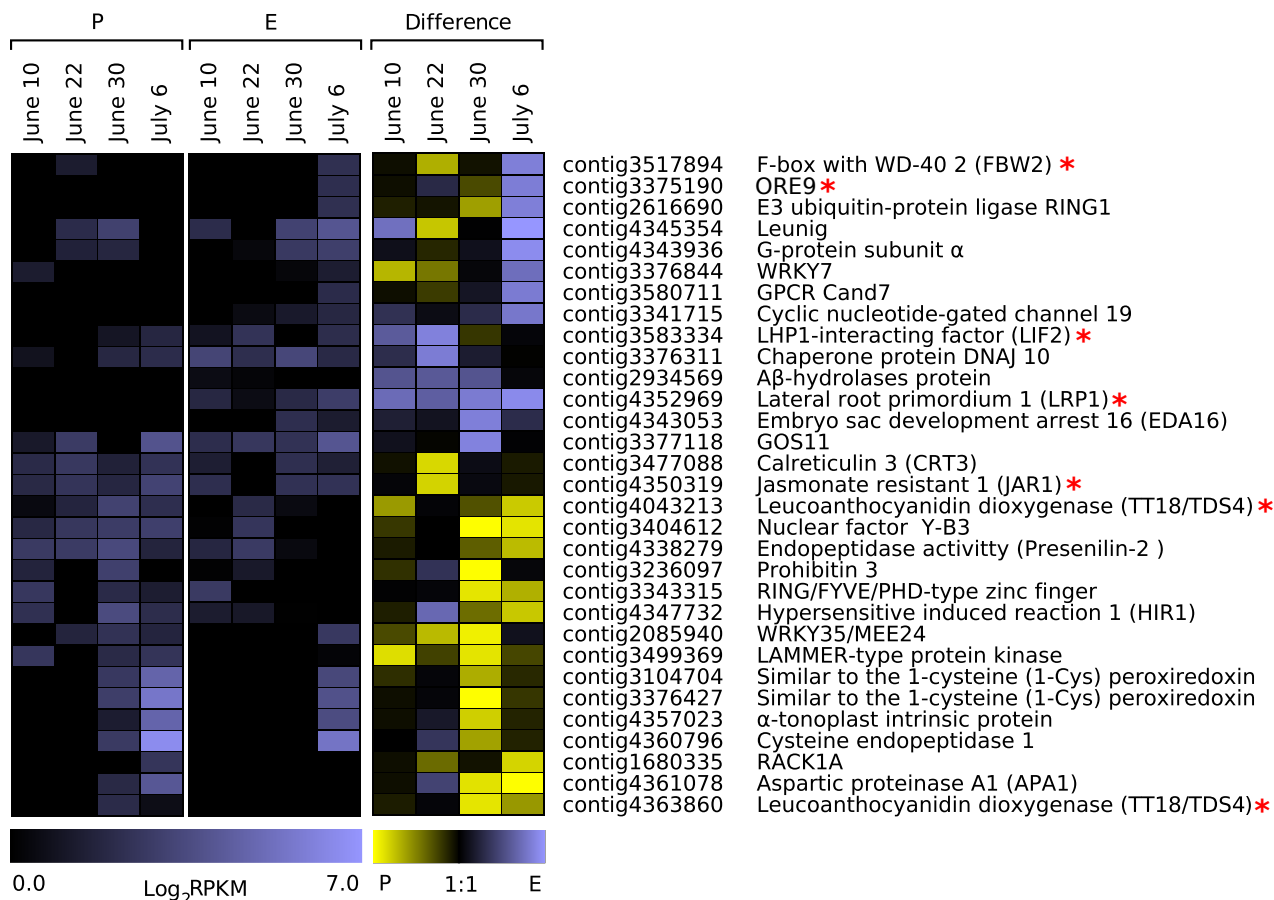 P E Difference
June 10 June 22 June 30 July 6 June 10 June 22 June 30 July 6 June 10 June 22 June 30 July 6
contig3517894 F-box with WD-40 2 (FBW2) *
contig3375190 ORE9 *
contig2616690 E3 ubiquitin-protein ligase RING1
contig4345354 Leunig
contig4343936 G-protein subunit α
contig3376844 WRKY7
contig3580711 GPCR Cand7
contig3341715 Cyclic nucleotide-gated channel 19
contig3583334 LHP1-interacting factor (LIF2) *
contig3376311 Chaperone protein DNAJ 10
contig2934569 Aβ-hydrolases protein
contig4352969 Lateral root primordium 1 (LRP1) *
contig4343053 Embryo sac development arrest 16 (EDA16)
contig3377118 GOS11
contig3477088 Calreticulin 3 (CRT3)
contig4350319 Jasmonate resistant 1 (JAR1) *
contig4043213 Leucoanthocyanidin dioxygenase (TT18/TDS4) *
contig3404612 Nuclear factor Y-B3
contig4338279 Endopeptidase activitty (Presenilin-2 )
contig3236097 Prohibitin 3
contig3343315 RING/FYVE/PHD-type zinc finger
contig4347732 Hypersensitive induced reaction 1 (HIR1)
contig2085940 WRKY35/MEE24
contig3499369 LAMMER-type protein kinase
contig3104704 Similar to the 1-cysteine (1-Cys) peroxiredoxin
contig3376427 Similar to the 1-cysteine (1-Cys) peroxiredoxin
contig4357023 α-tonoplast intrinsic protein
contig4360796 Cysteine endopeptidase 1
contig1680335 RACK1A
contig4361078 Aspartic proteinase A1 (APA1)
contig4363860 Leucoanthocyanidin dioxygenase (TT18/TDS4) *
0.0 Log2RPKM 7.0 P 1:1 E